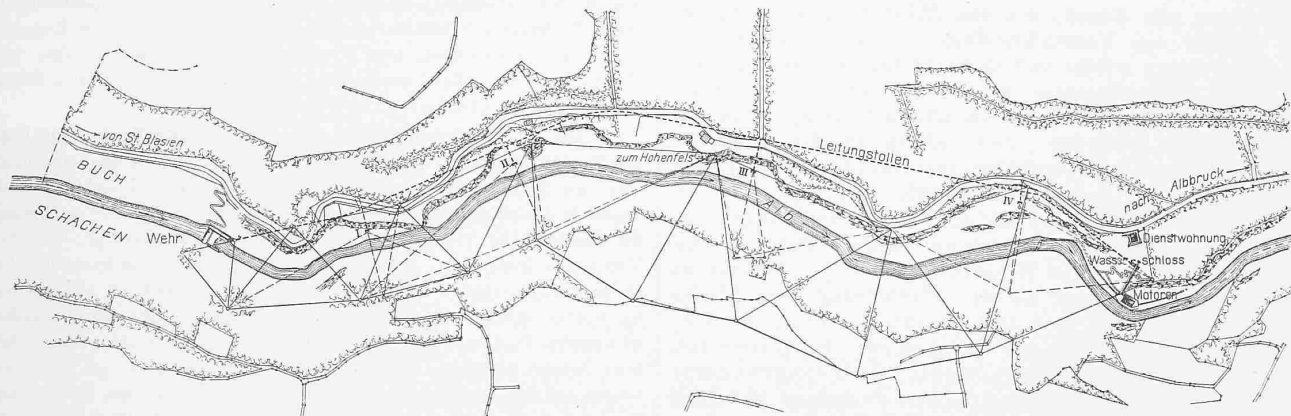 von St. Blasien
BUCH
SCHACHEN
Wehr
I
II
zum Hohenfels
III
Alb
Leitungstollen
IV
nach Albbruck
Dienstwohnung
Wasserschloss
Motoren